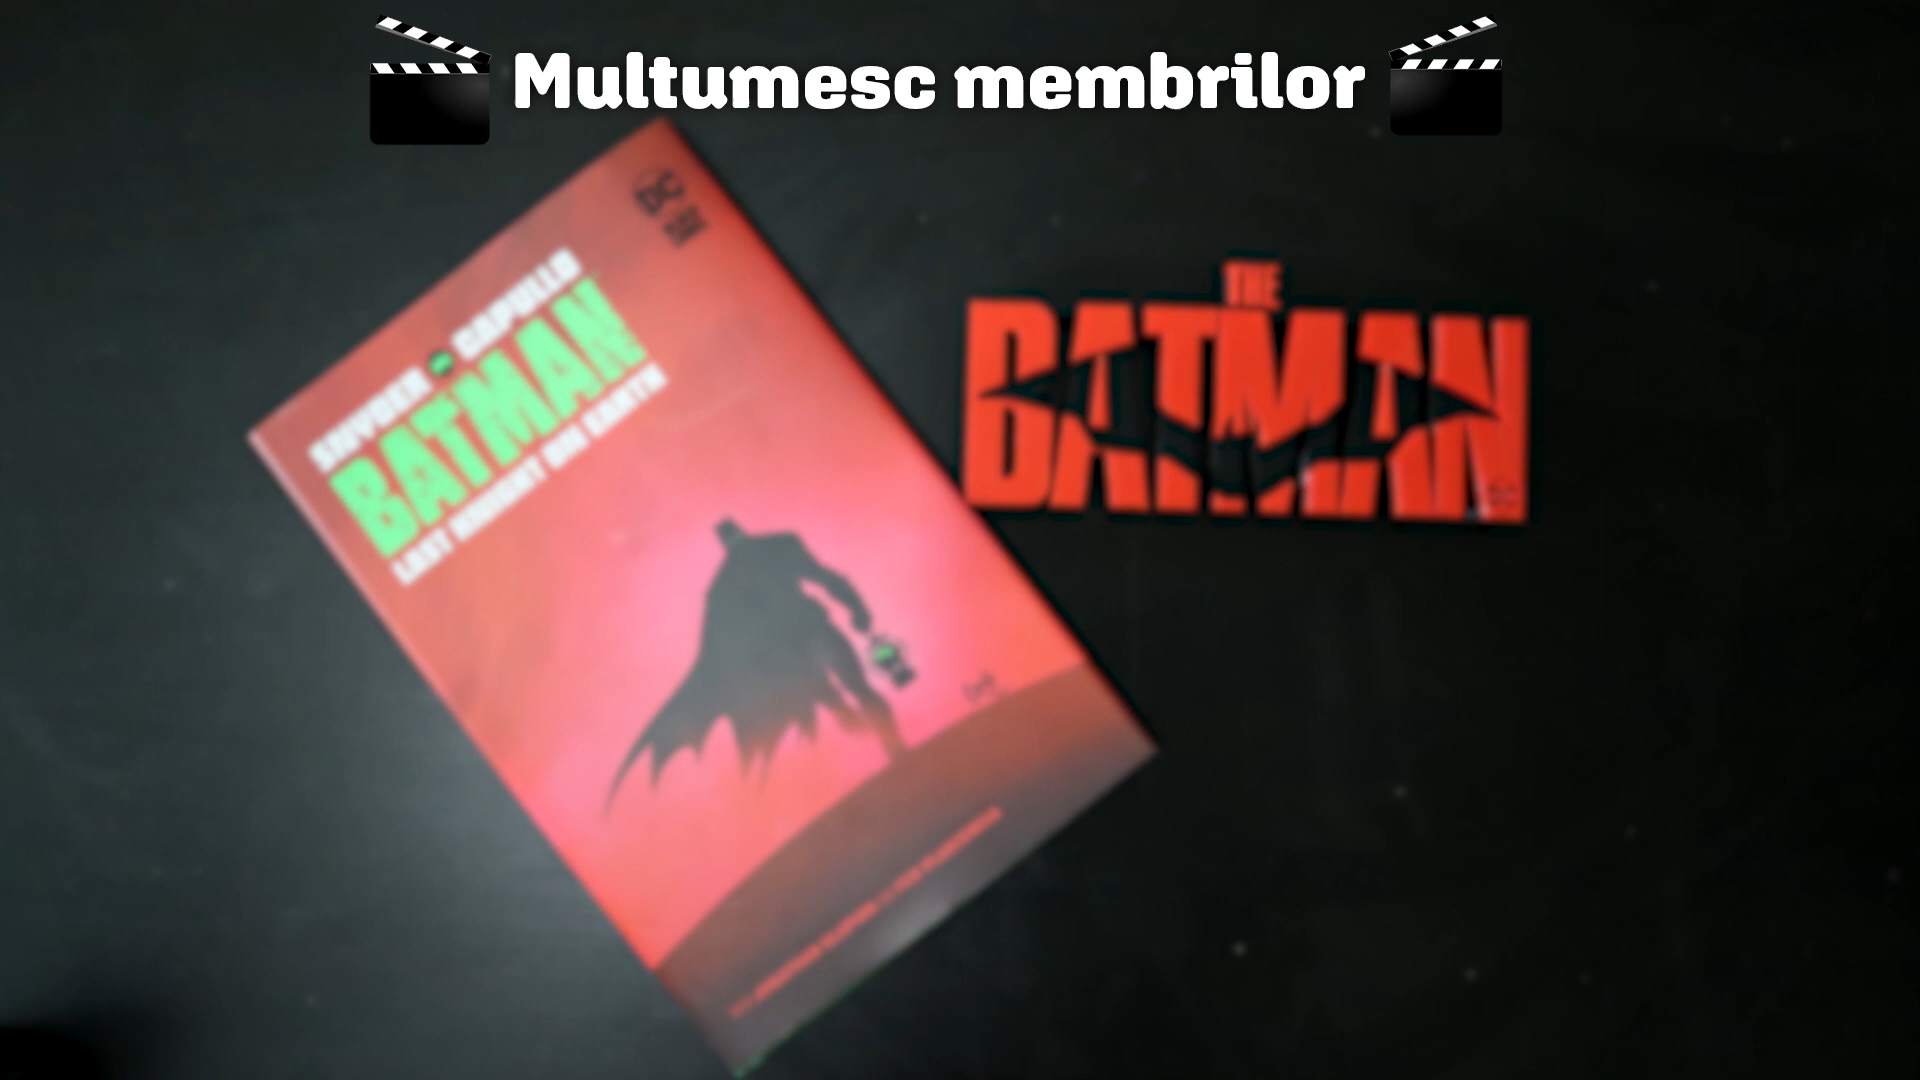 Multumesc membrilor
SNYDER CAPULLO
BATMAN
LAST KNIGHT ON EARTH
THE
BATMAN